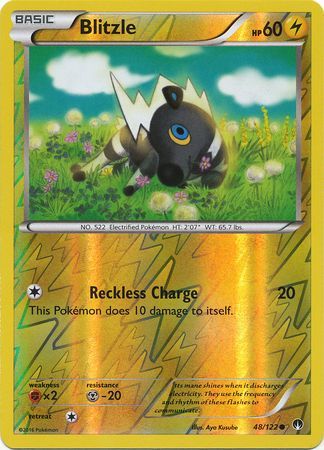 BASIC
Blitzle
HP60
NO. 522 Electrified Pokémon HT: 2'07" WT: 65.7 lbs.
Reckless Charge 20
This Pokémon does 10 damage to itself.
weakness
×2
resistance
-20
retreat
Its mane shines when it discharges
electricity. They use the frequency
and rhythm of these flashes to
communicate.
©2016 Pokémon
Illus. Aya Kusube
48/122